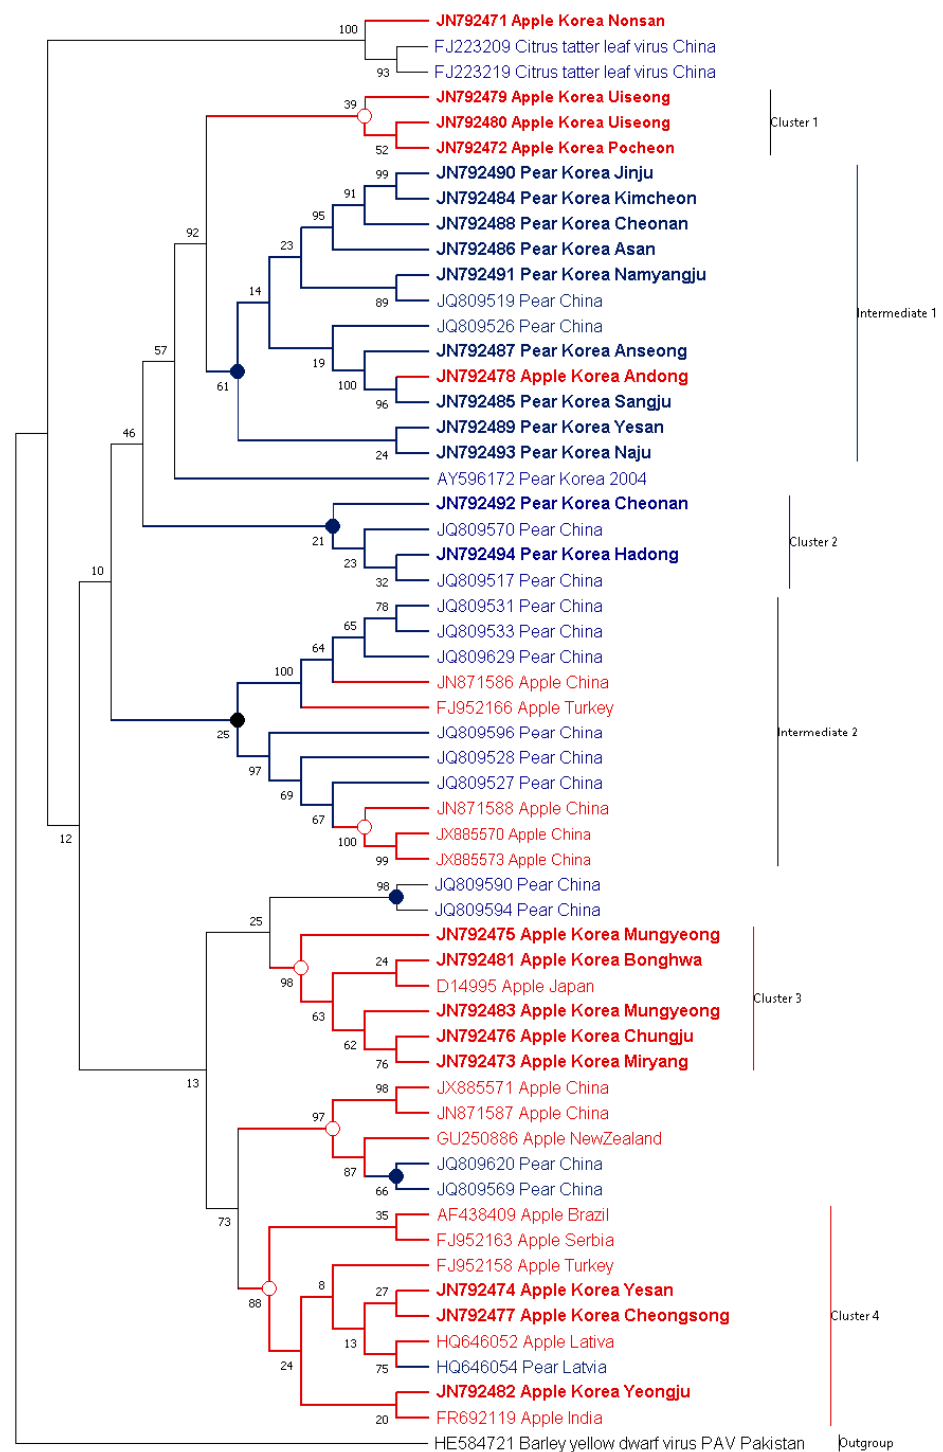 JN792471 Apple Korea Nonsan
100
FJ223209 Citrus tatter leaf virus China
93
FJ223219 Citrus tatter leaf virus China
JN792479 Apple Korea Uiseong
39
JN792480 Apple Korea Uiseong
Cluster 1
52
JN792472 Apple Korea Pocheon
JN792490 Pear Korea Jinju
99
JN792484 Pear Korea Kimcheon
91
JN792488 Pear Korea Cheonan
95
92
JN792486 Pear Korea Asan
23
JN792491 Pear Korea Namyangju
14
89
JQ809519 Pear China
Intermediate 1
JQ809526 Pear China
57
JN792487 Pear Korea Anseong
19
JN792478 Apple Korea Andong
61
100
96
JN792485 Pear Korea Sangju
JN792489 Pear Korea Yesan
46
24
JN792493 Pear Korea Naju
AY596172 Pear Korea 2004
JN792492 Pear Korea Cheonan
JQ809570 Pear China
21
Cluster 2
JN792494 Pear Korea Hadong
23
32
JQ809517 Pear China
10
JQ809531 Pear China
78
JQ809533 Pear China
65
JQ809629 Pear China
64
JN871586 Apple China
100
FJ952166 Apple Turkey
25
JQ809596 Pear China
Intermediate 2
JQ809528 Pear China
97
JQ809527 Pear China
69
JN871588 Apple China
67
JX885570 Apple China
12
100
99
JX885573 Apple China
JQ809590 Pear China
98
JQ809594 Pear China
25
JN792475 Apple Korea Mungyeong
JN792481 Apple Korea Bonghwa
24
98
D14995 Apple Japan
Cluster 3
JN792483 Apple Korea Mungyeong
63
JN792476 Apple Korea Chungju
62
76
JN792473 Apple Korea Miryang
13
JX885571 Apple China
98
JN871587 Apple China
97
GU250886 Apple NewZealand
JQ809620 Pear China
87
66
JQ809569 Pear China
73
AF438409 Apple Brazil
35
FJ952163 Apple Serbia
FJ952158 Apple Turkey
8
JN792474 Apple Korea Yesan
27
88
JN792477 Apple Korea Cheongsong
Cluster 4
13
HQ646052 Apple Lativa
24
75
HQ646054 Pear Latvia
JN792482 Apple Korea Yeongju
20
FR692119 Apple India
HE584721 Barley yellow dwarf virus PAV Pakistan
Outgroup